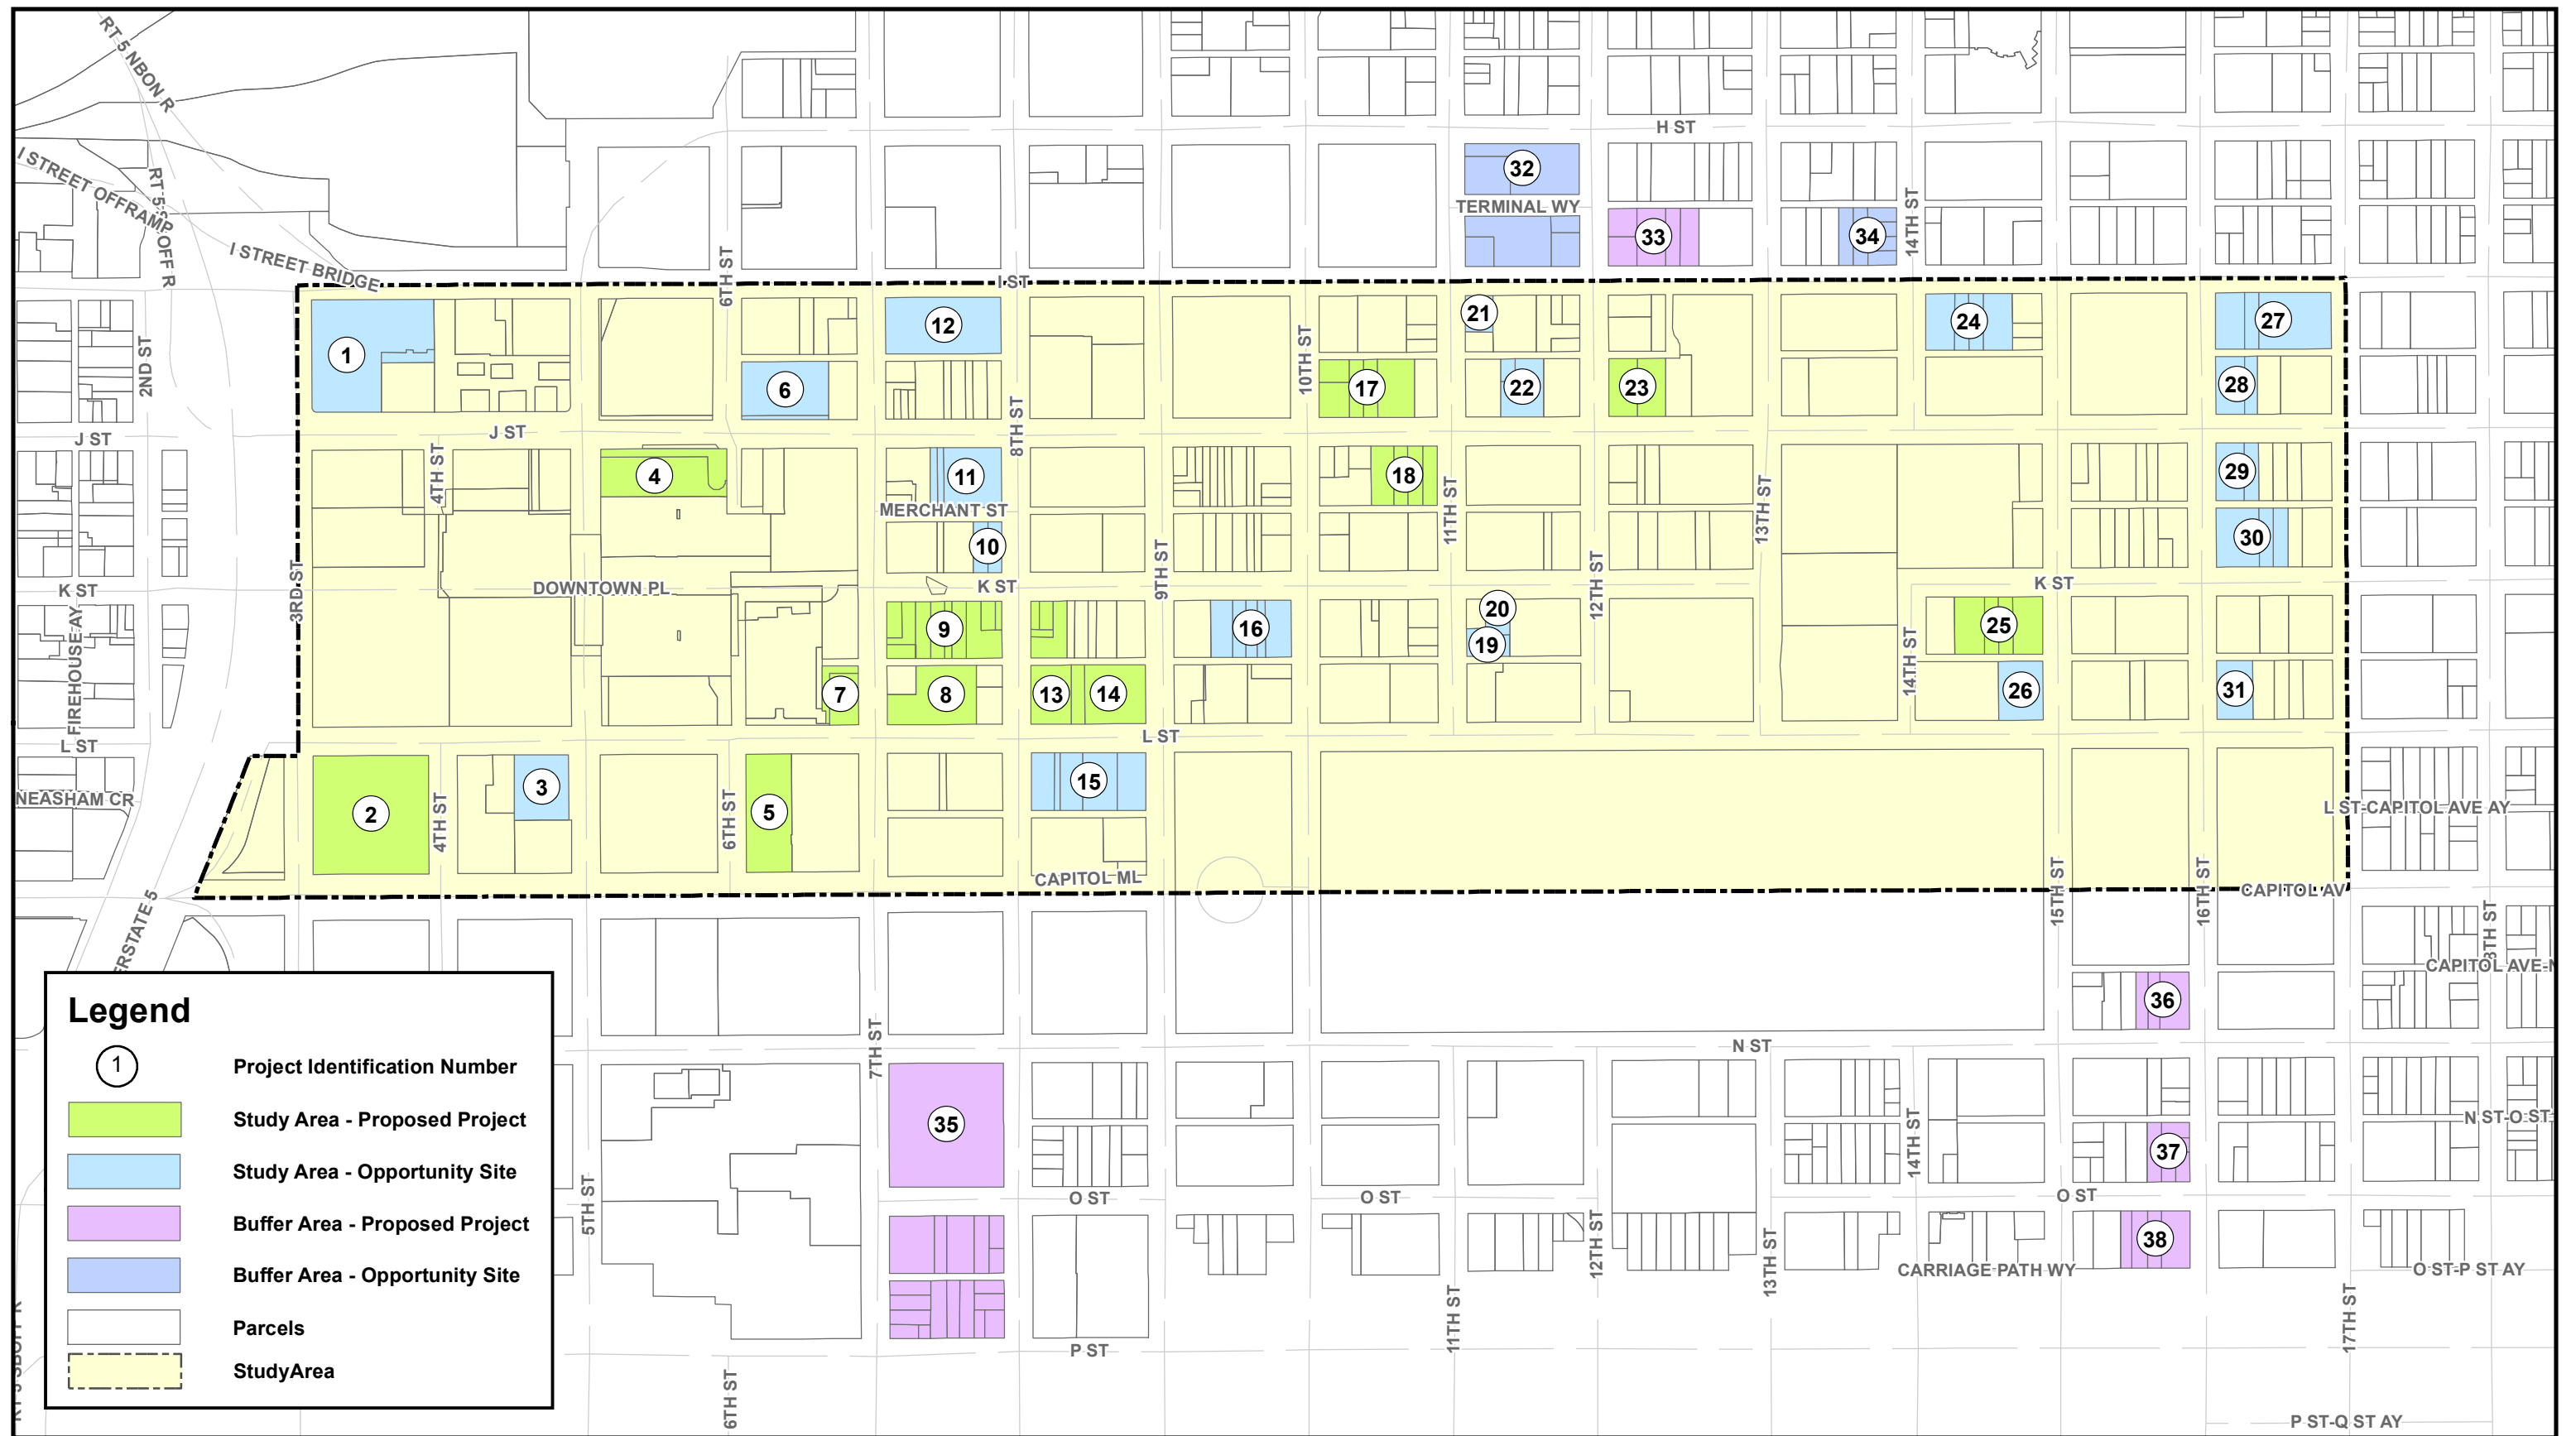 RT 5 NBON R
H ST
I STREET OFFRAMP
32
14TH ST
TERMINAL WY
33
34
I STREET BRIDGE
6TH ST
I ST
1
12
21
24
27
2ND ST
10TH ST
6
17
22
23
28
8TH ST
J ST
J ST
4TH ST
4
11
18
29
MERCHANT ST
11TH ST
13TH ST
10
30
9TH ST
12TH ST
K ST
3RD ST
DOWNTOWN PL
K ST
K ST
FIREHOUSE AY
9
16
20
19
25
14TH ST
7
8
13
14
26
31
L ST
L ST
NEASHAM CR
2
4TH ST
3
6TH ST
5
15
L ST-CAPITOL AVE AY
CAPITOL ML
15TH ST
16TH ST
CAPITOL AV
ERSTATE 5
CAPITOL AVE-N
36
7TH ST
N ST
35
14TH ST
N ST-O ST
37
5TH ST
O ST
O ST
O ST
12TH ST
13TH ST
38
CARRIAGE PATH WY
O ST-P ST AY
11TH ST
17TH ST
P ST
6TH ST
P ST-Q ST AY
Legend
1 Project Identification Number
Study Area - Proposed Project
Study Area - Opportunity Site
Buffer Area - Proposed Project
Buffer Area - Opportunity Site
Parcels
StudyArea